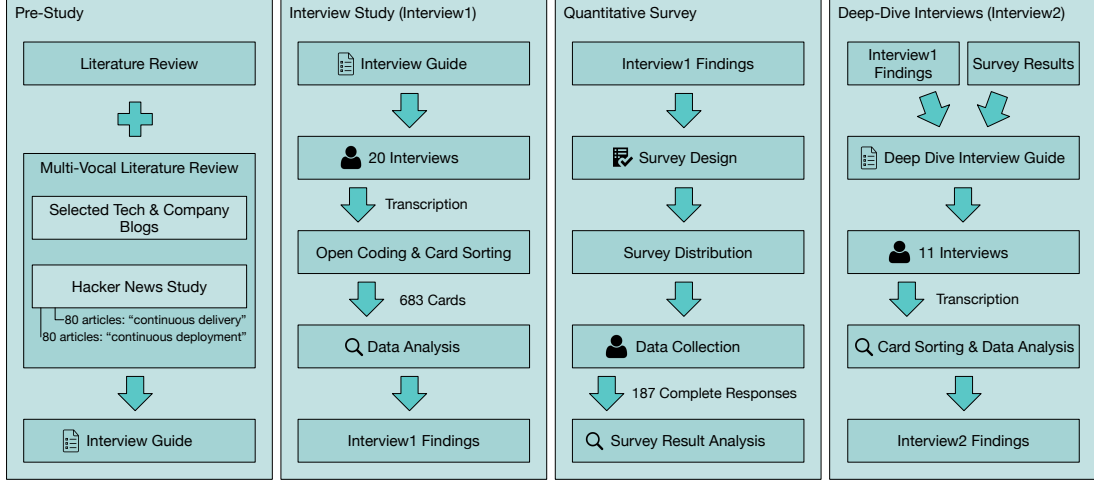 Pre-Study
Literature Review
Multi-Vocal Literature Review
Selected Tech & Company
Blogs
Hacker News Study
80 articles: “continuous delivery”
80 articles: “continuous deployment”
Interview Guide
Interview Study (Interview1)
Interview Guide
20 Interviews
Transcription
Open Coding & Card Sorting
683 Cards
Data Analysis
Interview1 Findings
Quantitative Survey
Interview1 Findings
Survey Design
Survey Distribution
Data Collection
187 Complete Responses
Survey Result Analysis
Deep-Dive Interviews (Interview2)
Interview1
Findings
Survey Results
Deep Dive Interview Guide
11 Interviews
Transcription
Card Sorting & Data Analysis
Interview2 Findings